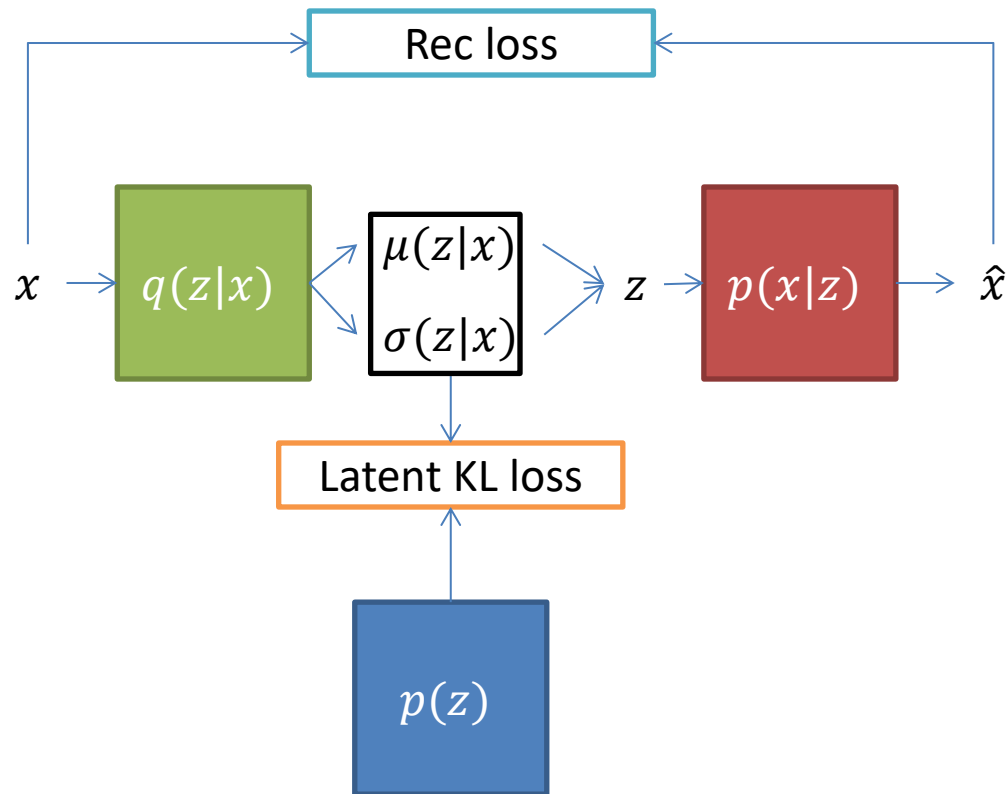 Rec loss
x
q(z|x)
μ(z|x)
σ(z|x)
z
p(x|z)
x̂
Latent KL loss
p(z)